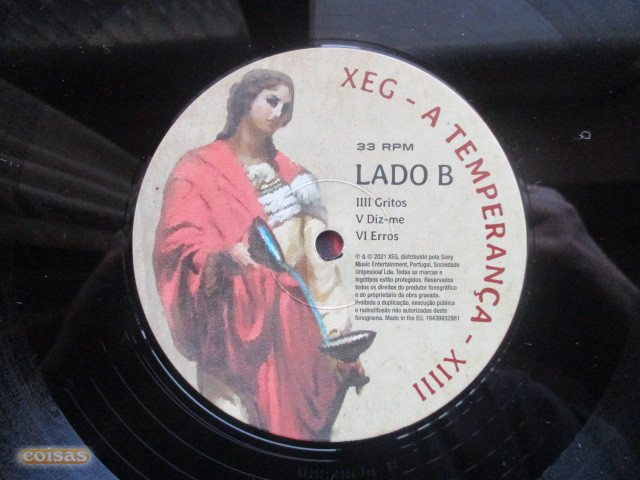 XEG - A TEMPERANÇA - XIIII
33 RPM
LADO B
IIII Gritos
V Diz-me
VI Erros
℗ & © 2021 XEG, distribuído pela Sony
Music Entertainment, Portugal, Sociedade
Unipessoal Lda. Todas as marcas e
logótipos estão protegidos. Reservados
todos os direitos do produtor fonográfico
e do proprietário da obra gravada.
Proibida a duplicação, execução pública
e radiodifusão não autorizadas deste
fonograma. Made in the EU. 19439932861
coisas